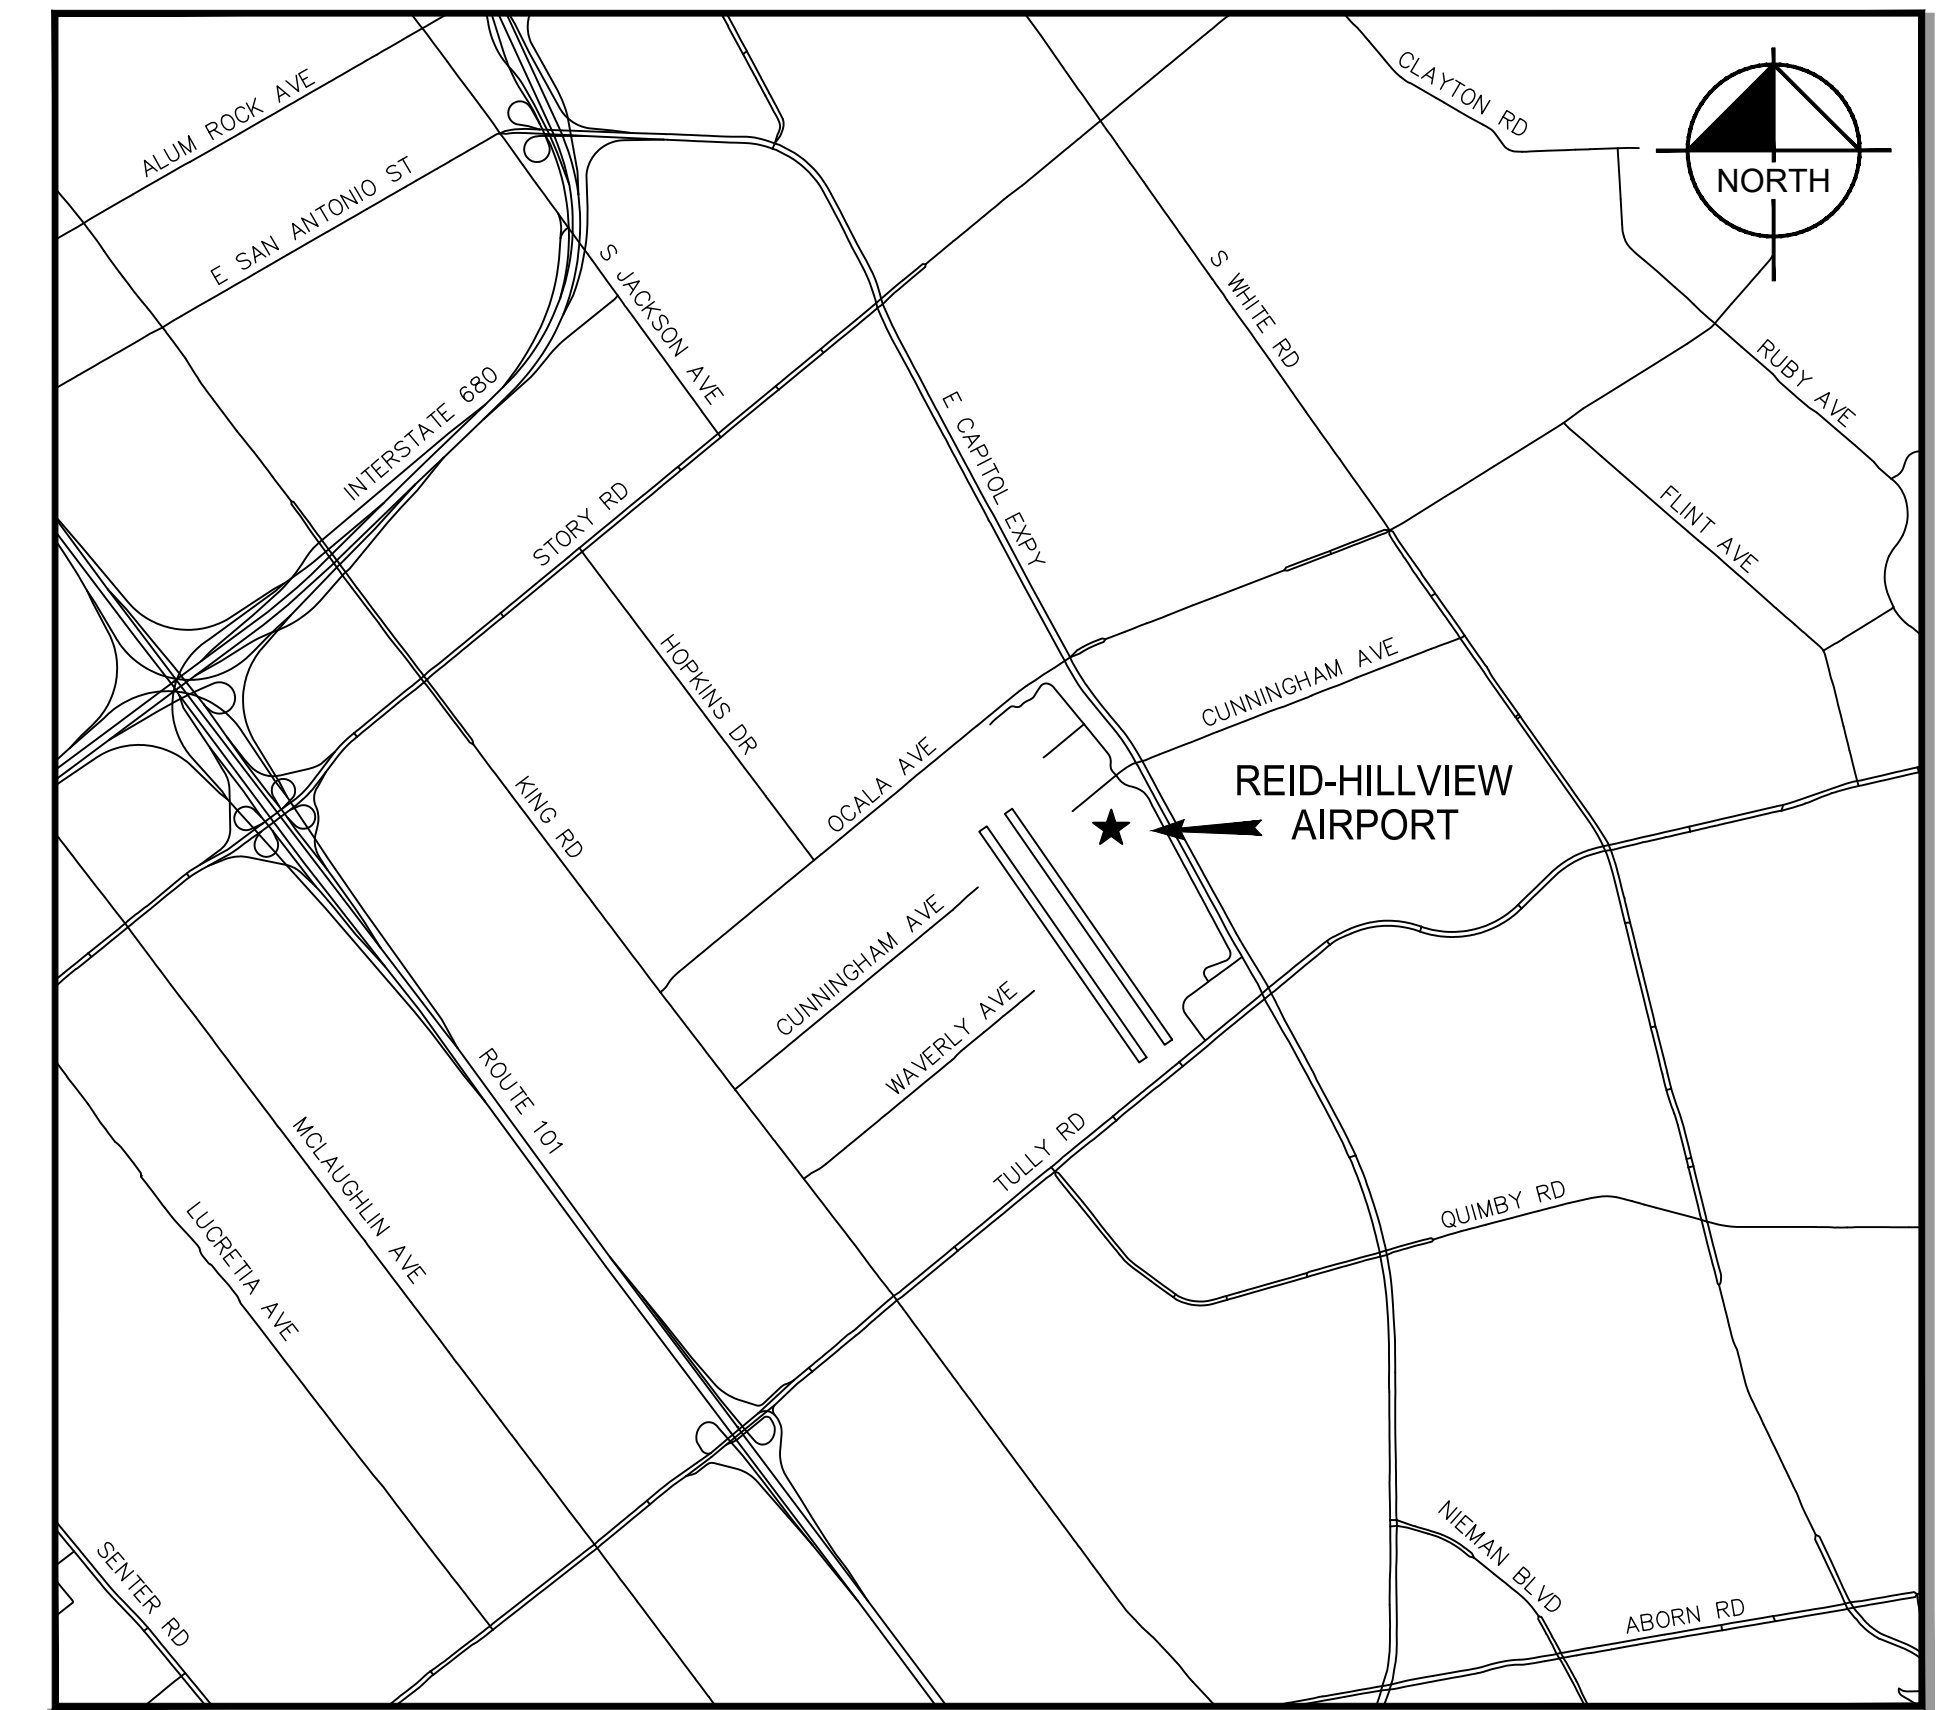 ALUM ROCK AVE
CLAYTON RD
NORTH
E SAN ANTONIO ST
S JACKSON AVE
S WHITE RD
RUBY AVE
INTERSTATE 680
E CAPITOL EXPY
STORY RD
FLINT AVE
HOPKINS DR
CUNNINGHAM AVE
OCALA AVE
REID-HILLVIEW
AIRPORT
KING RD
CUNNINGHAM AVE
WAVERLY AVE
ROUTE 101
TULLY RD
MCLAUGHLIN AVE
LUCRETIA AVE
QUIMBY RD
SENTER RD
NIEMAN BLVD
ABORN RD